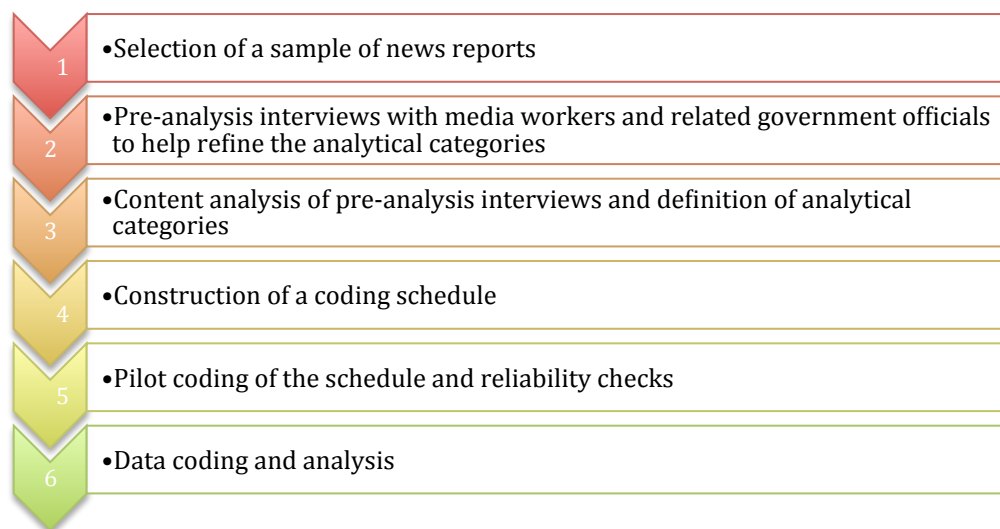 1
•Selection of a sample of news reports
2
•Pre-analysis interviews with media workers and related government officials
to help refine the analytical categories
3
•Content analysis of pre-analysis interviews and definition of analytical
categories
4
•Construction of a coding schedule
5
•Pilot coding of the schedule and reliability checks
6
•Data coding and analysis